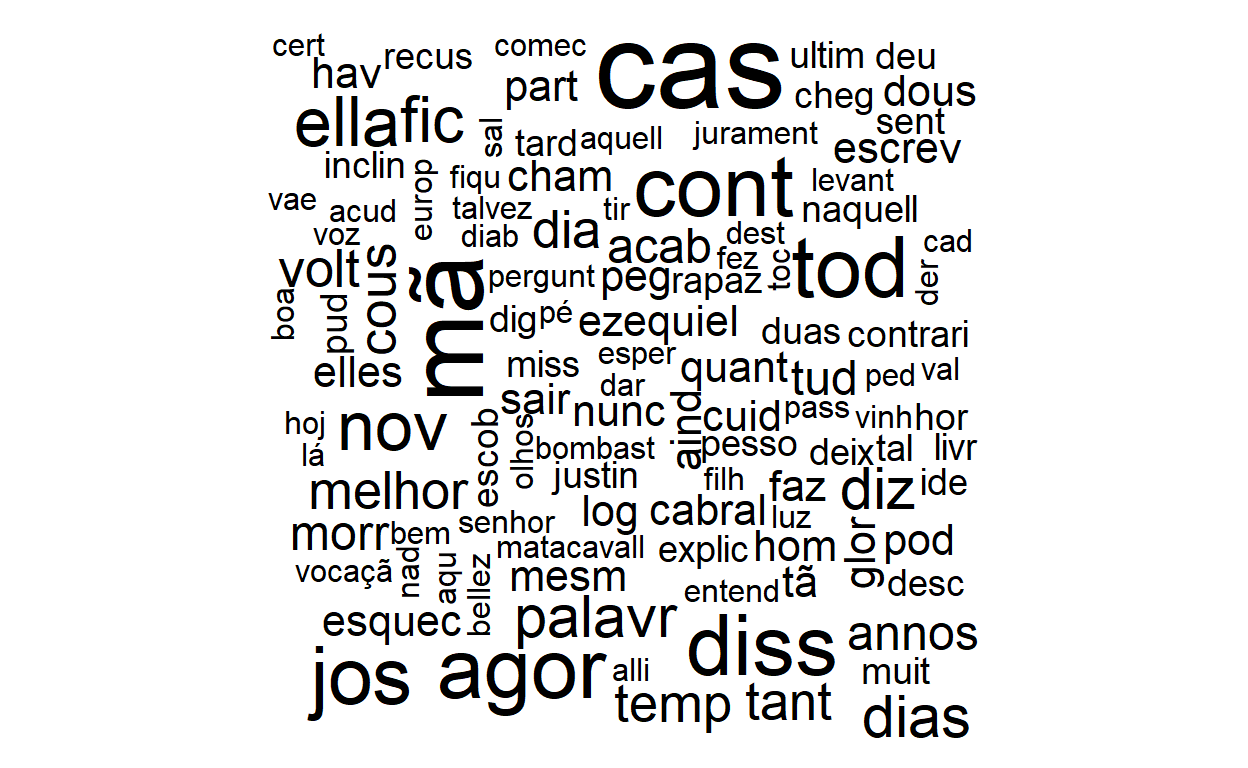 cert recus comec cas ultim deu
hav part cheg dous
ella fic sal tard aquell jurament sent escrev
inclin europ fiqu cham cont levant
vae acud talvez tir naquell
voz diab dia acab dest cad
volt cous mã pergunt peg rapaz fez toc tod der
boa pud dig pé ezequiel duas contrari
elles miss esper quant tud ped val
dar sair nunc aind cuid pass vinh hor
hoj nov escob olhos bombast pesso deix tal livr
lá justin filh
melhor log cabral luz faz diz ide
morr bem senhor matacavall explic hom glor pod
vocaçã nad aqu bellez mesm entend tã desc
esquec palavr diss annos
jos agor alli muit
temp tant dias